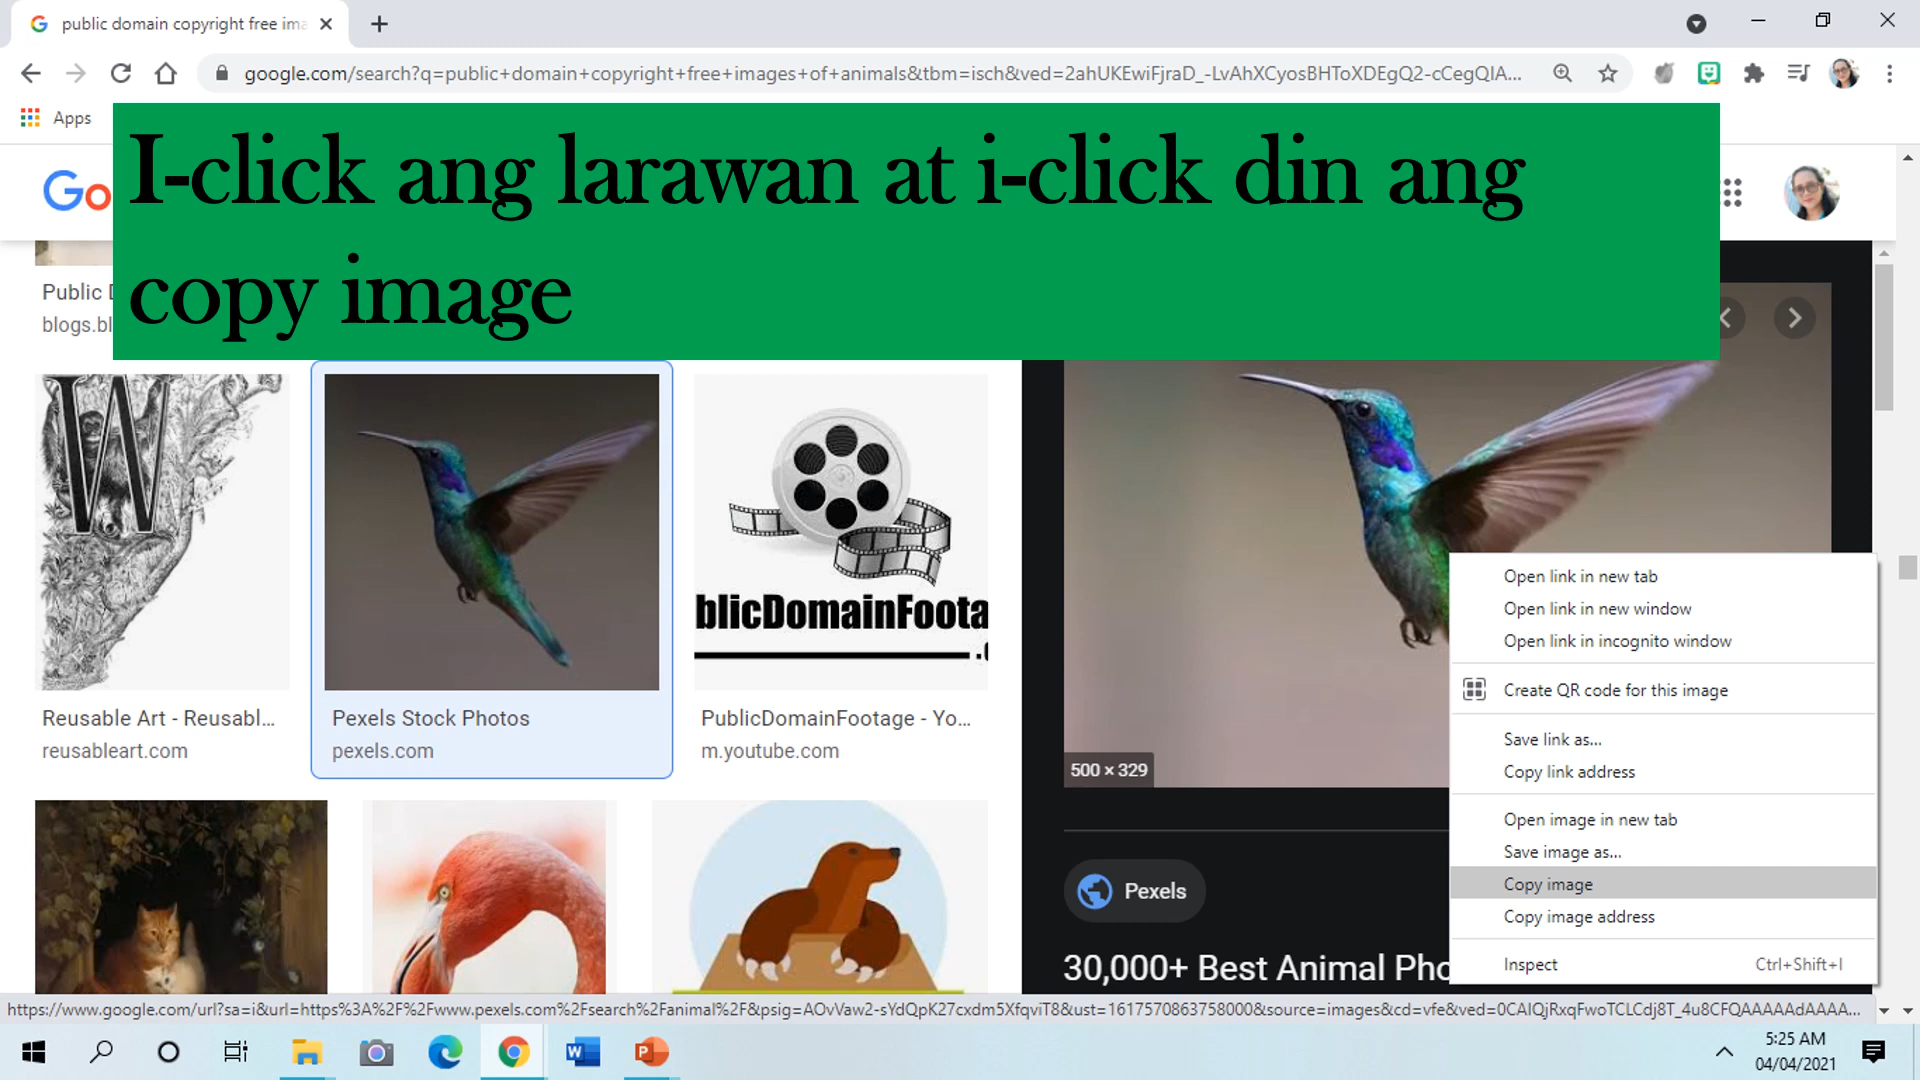 public domain copyright free ima
google.com/search?q=public+domain+copyright+free+images+of+animals&tbm=isch&ved=2ahUKEwiFjraD_-LvAhXCyosBHToXDEgQ2-cCegQIA...
Apps
I-click ang larawan at i-click din ang
copy image
Go
Public D
blogs.bl
W
blicDomainFoota
.c
500 × 329
Reusable Art - Reusabl...
reusableart.com
Pexels Stock Photos
pexels.com
PublicDomainFootage - Yo...
m.youtube.com
Open link in new tab
Open link in new window
Open link in incognito window
Create QR code for this image
Save link as...
Copy link address
Open image in new tab
Save image as...
Copy image
Copy image address
Inspect Ctrl+Shift+I
Pexels
30,000+ Best Animal Pho
https://www.google.com/url?sa=i&url=https%3A%2F%2Fwww.pexels.com%2Fsearch%2Fanimal%2F&psig=AOvVaw2-sYdQpK27cxdm5XfqviT8&ust=1617570863758000&source=images&cd=vfe&ved=0CAIQjRxqFwoTCLCdj8T_4u8CFQAAAAAdAAAA...
5:25 AM
04/04/2021